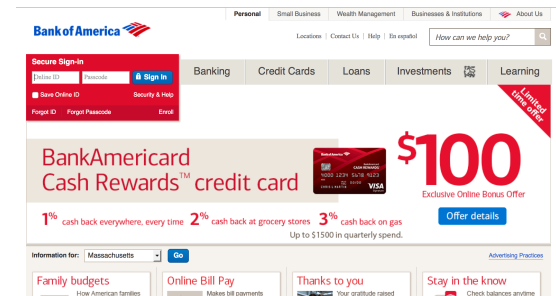 Personal
Small Business
Wealth Management
Businesses & Institutions
About Us
Bank of America
Locations | Contact Us | Help | En español
How can we help you?
Secure Sign-in
Online ID
Passcode
Sign In
Save Online ID
Security & Help
Forgot ID
Forgot Passcode
Enroll
Banking
Credit Cards
Loans
Investments
Learning
Limited
time offer
BankAmericard
Cash Rewards™ credit card
$100
Exclusive Online Bonus Offer
Offer details
1% cash back everywhere, every time 2% cash back at grocery stores 3% cash back on gas
Up to $1500 in quarterly spend.
Information for:
Massachusetts
Go
Advertising Practices
Family budgets
How American families
Online Bill Pay
Makes bill payments
Thanks to you
Your gratitude raised
Stay in the know
Check balances anytime
VISA